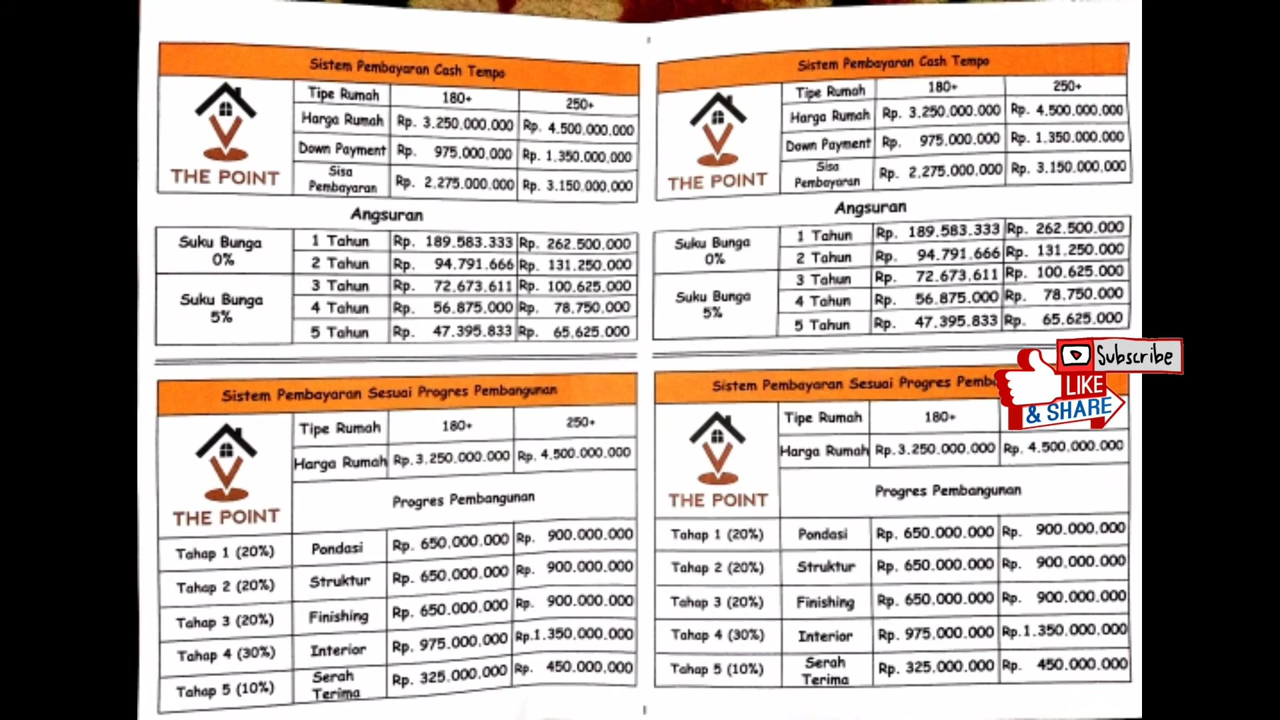 Sistem Pembayaran Cash Tempo
THE POINT
Tipe Rumah 180+ 250+
Harga Rumah Rp. 3.250.000.000 Rp. 4.500.000.000
Down Payment Rp. 975.000.000 Rp. 1.350.000.000
Sisa Pembayaran Rp. 2.275.000.000 Rp. 3.150.000.000
Angsuran
Suku Bunga 0%
1 Tahun Rp. 189.583.333 Rp. 262.500.000
2 Tahun Rp. 94.791.666 Rp. 131.250.000
Suku Bunga 5%
3 Tahun Rp. 72.673.611 Rp. 100.625.000
4 Tahun Rp. 56.875.000 Rp. 78.750.000
5 Tahun Rp. 47.395.833 Rp. 65.625.000
Sistem Pembayaran Sesuai Progres Pembangunan
THE POINT
Tipe Rumah 180+ 250+
Harga Rumah Rp.3.250.000.000 Rp. 4.500.000.000
Progres Pembangunan
Tahap 1 (20%) Pondasi Rp. 650.000.000 Rp. 900.000.000
Tahap 2 (20%) Struktur Rp. 650.000.000 Rp. 900.000.000
Tahap 3 (20%) Finishing Rp. 650.000.000 Rp. 900.000.000
Tahap 4 (30%) Interior Rp. 975.000.000 Rp.1.350.000.000
Tahap 5 (10%) Serah Terima Rp. 325.000.000 Rp. 450.000.000
Sistem Pembayaran Cash Tempo
THE POINT
Tipe Rumah 180+ 250+
Harga Rumah Rp. 3.250.000.000 Rp. 4.500.000.000
Down Payment Rp. 975.000.000 Rp. 1.350.000.000
Sisa Pembayaran Rp. 2.275.000.000 Rp. 3.150.000.000
Angsuran
Suku Bunga 0%
1 Tahun Rp. 189.583.333 Rp. 262.500.000
2 Tahun Rp. 94.791.666 Rp. 131.250.000
Suku Bunga 5%
3 Tahun Rp. 72.673.611 Rp. 100.625.000
4 Tahun Rp. 56.875.000 Rp. 78.750.000
5 Tahun Rp. 47.395.833 Rp. 65.625.000
Subscribe
LIKE
& SHARE
Sistem Pembayaran Sesuai Progres
THE POINT
Tipe Rumah 180+
Harga Rumah Rp.3.250.000.000 Rp. 4.500.000.000
Progres Pembangunan
Tahap 1 (20%) Pondasi Rp. 650.000.000 Rp. 900.000.000
Tahap 2 (20%) Struktur Rp. 650.000.000 Rp. 900.000.000
Tahap 3 (20%) Finishing Rp. 650.000.000 Rp. 900.000.000
Tahap 4 (30%) Interior Rp. 975.000.000 Rp.1.350.000.000
Tahap 5 (10%) Serah Terima Rp. 325.000.000 Rp. 450.000.000